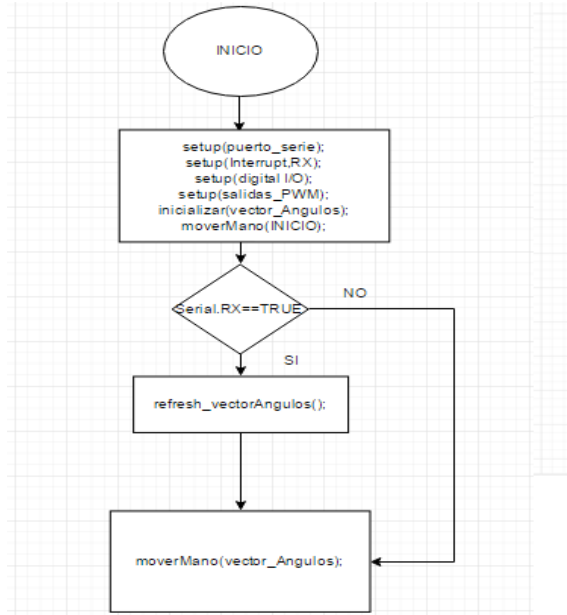 INICIO
setup(puerto_serie);
setup(Interrupt,RX);
setup(digital I/O);
setup(salidas_PWM);
inicializar(vector_Angulos);
moverMano(INICIO);
Serial.RX==TRUE
NO
SI
refresh_vectorAngulos();
moverMano(vector_Angulos);